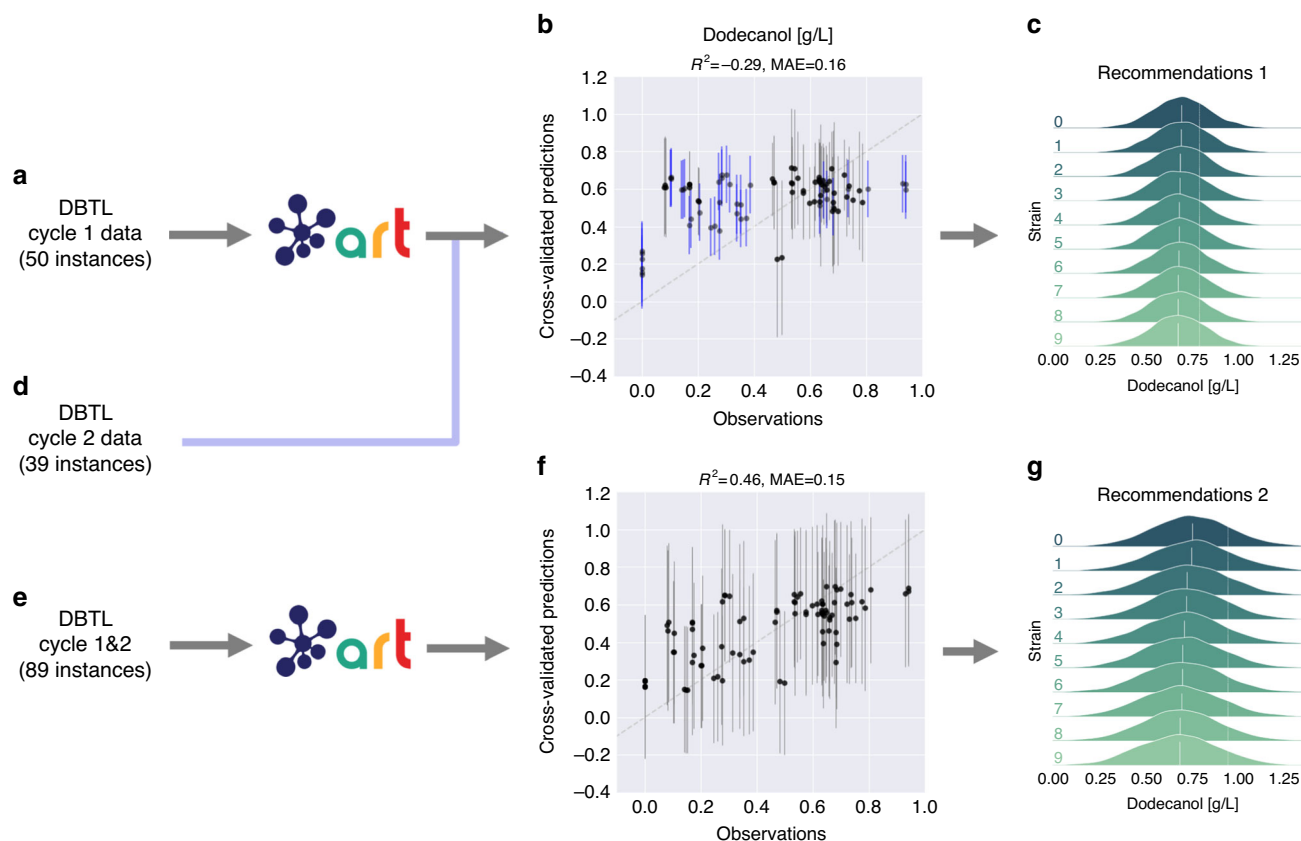 a
DBTL
cycle 1 data
(50 instances)
art
d
DBTL
cycle 2 data
(39 instances)
e
DBTL
cycle 1&2
(89 instances)
art
b
Dodecanol [g/L]
R²=–0.29, MAE=0.16
Cross-validated predictions
1.2
1.0
0.8
0.6
0.4
0.2
0.0
–0.2
–0.4
0.0 0.2 0.4 0.6 0.8 1.0
Observations
c
Recommendations 1
Strain
0
1
2
3
4
5
6
7
8
9
0.00 0.25 0.50 0.75 1.00 1.25
Dodecanol [g/L]
f
R²=0.46, MAE=0.15
Cross-validated predictions
1.2
1.0
0.8
0.6
0.4
0.2
0.0
–0.2
–0.4
0.0 0.2 0.4 0.6 0.8 1.0
Observations
g
Recommendations 2
Strain
0
1
2
3
4
5
6
7
8
9
0.00 0.25 0.50 0.75 1.00 1.25
Dodecanol [g/L]